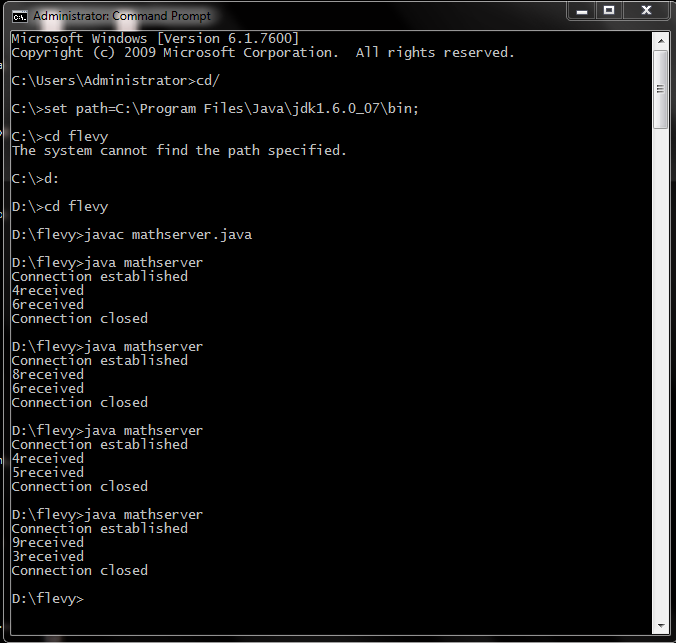 Administrator: Command Prompt
Microsoft Windows [Version 6.1.7600]
Copyright (c) 2009 Microsoft Corporation.  All rights reserved.
C:\Users\Administrator>cd/
C:\>set path=C:\Program Files\Java\jdk1.6.0_07\bin;
C:\>cd flevy
The system cannot find the path specified.
C:\>d:
D:\>cd flevy
D:\flevy>javac mathserver.java
D:\flevy>java mathserver
Connection established
4received
6received
Connection closed
D:\flevy>java mathserver
Connection established
8received
6received
Connection closed
D:\flevy>java mathserver
Connection established
4received
5received
Connection closed
D:\flevy>java mathserver
Connection established
9received
3received
Connection closed
D:\flevy>